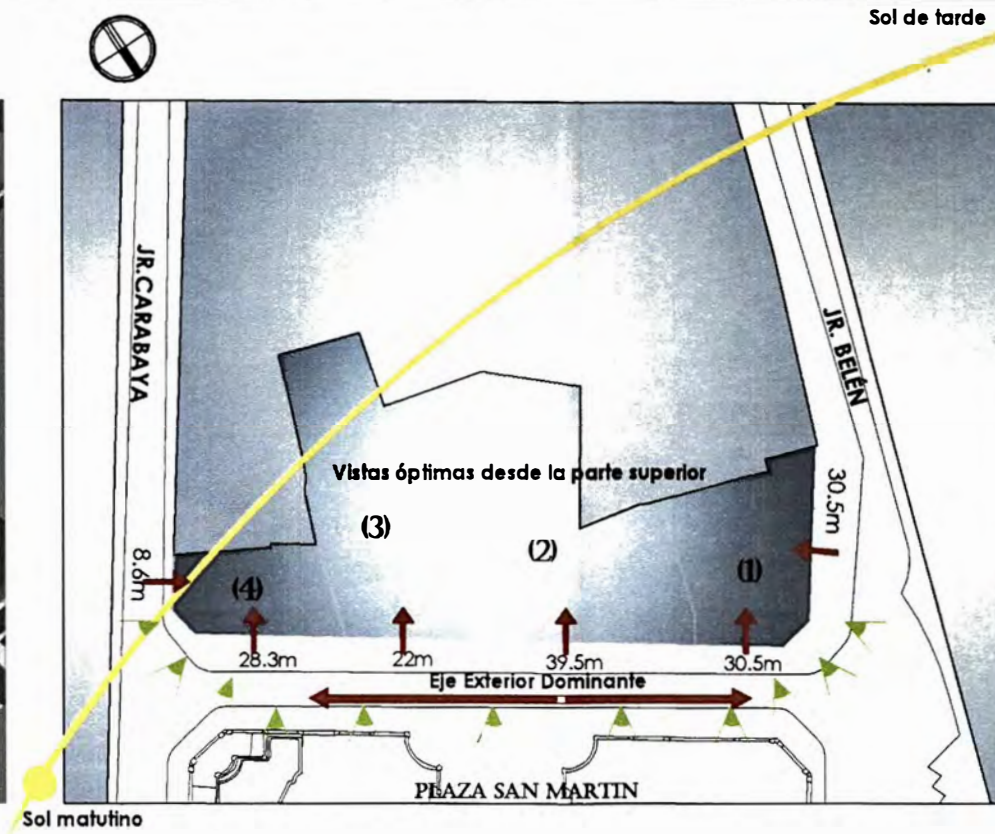 Sol de tarde
JR.CARABAYA
JR. BELÉN
Vistas óptimas desde la parte superior
30.5m
(3)
(2)
(1)
8.6m
(4)
28.3m
22m
39.5m
30.5m
Eje Exterior Dominante
PLAZA SAN MARTIN
Sol matutino